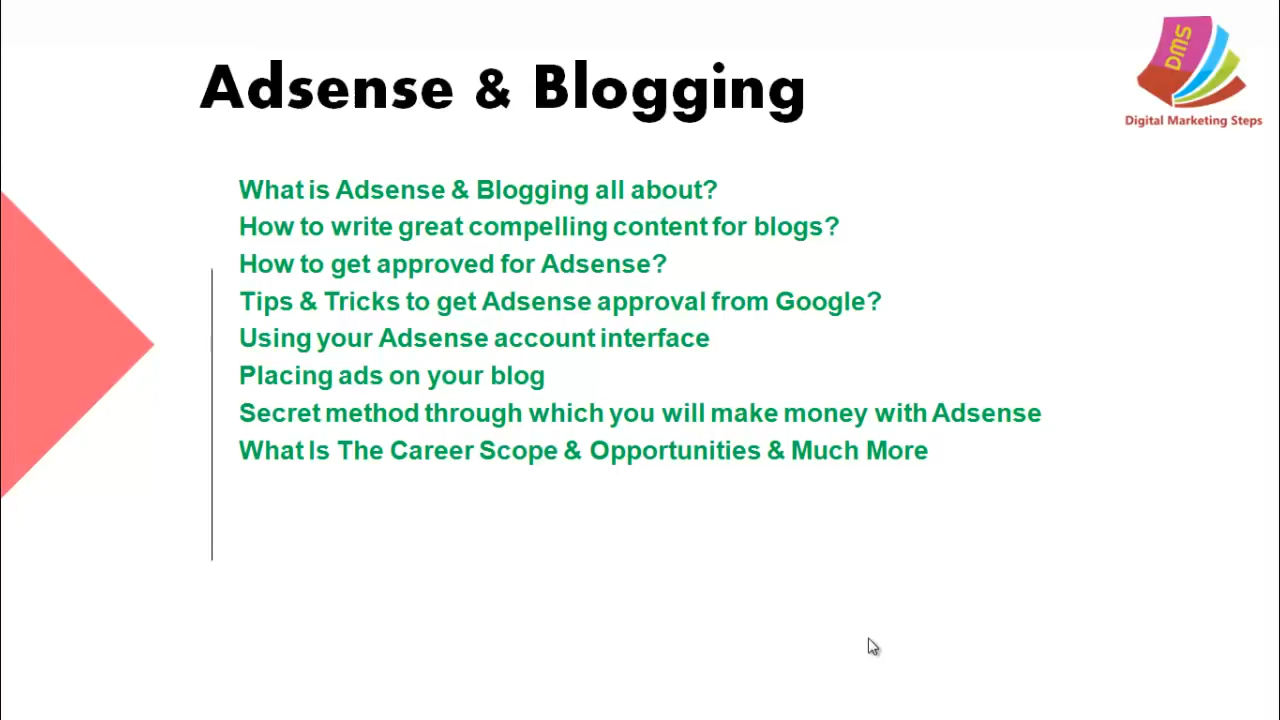 DMS
Digital Marketing Steps
Adsense & Blogging
What is Adsense & Blogging all about?
How to write great compelling content for blogs?
How to get approved for Adsense?
Tips & Tricks to get Adsense approval from Google?
Using your Adsense account interface
Placing ads on your blog
Secret method through which you will make money with Adsense
What Is The Career Scope & Opportunities & Much More